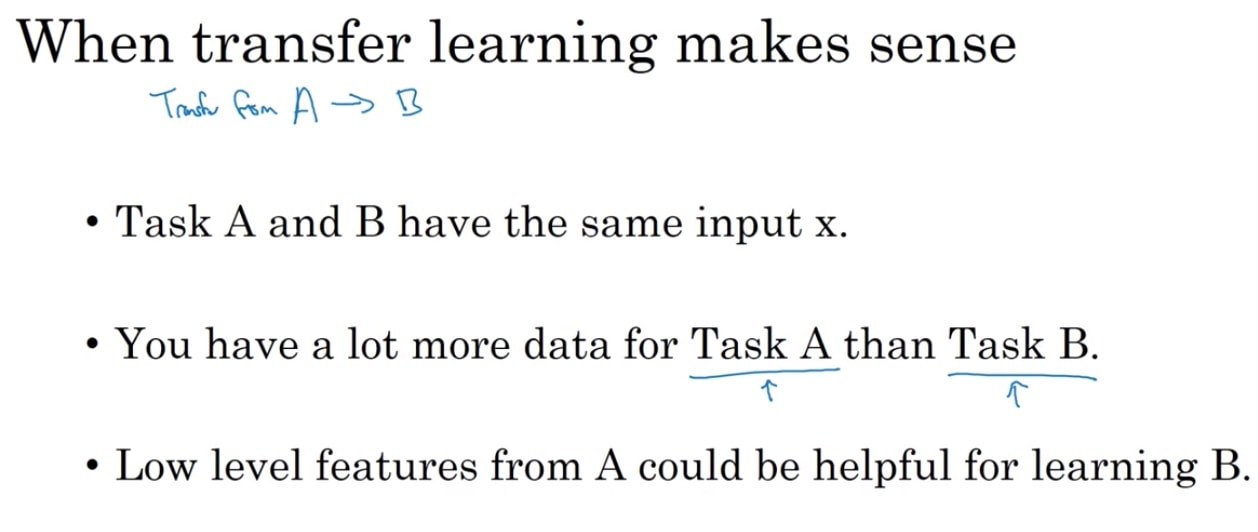 When transfer learning makes sense
Transfer from A → B
• Task A and B have the same input x.
• You have a lot more data for Task A than Task B.
↑ ↑
• Low level features from A could be helpful for learning B.